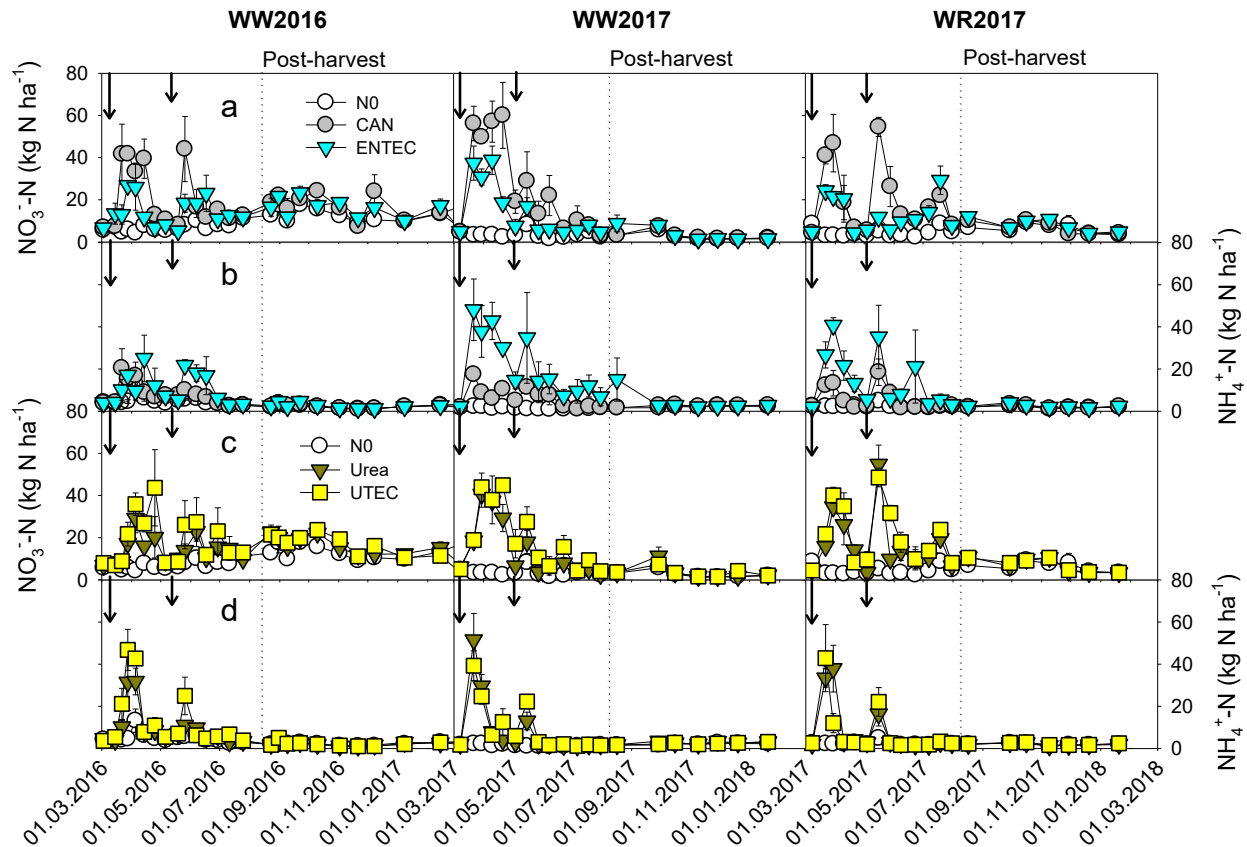 WW2016 WW2017 WR2017
Post-harvest Post-harvest Post-harvest
NO₃⁻-N (kg N ha⁻¹)
80
60
40
20
0
a
N0
CAN
ENTEC
b
80
60
40
20
0
NH₄⁺-N (kg N ha⁻¹)
NO₃⁻-N (kg N ha⁻¹)
80
60
40
20
0
c
N0
Urea
UTEC
d
80
60
40
20
0
NH₄⁺-N (kg N ha⁻¹)
01.03.2016 01.05.2016 01.07.2016 01.09.2016 01.11.2016 01.01.2017 01.03.2017 01.05.2017 01.07.2017 01.09.2017 01.11.2017 01.01.2018 01.03.2017 01.05.2017 01.07.2017 01.09.2017 01.11.2017 01.01.2018 01.03.2018